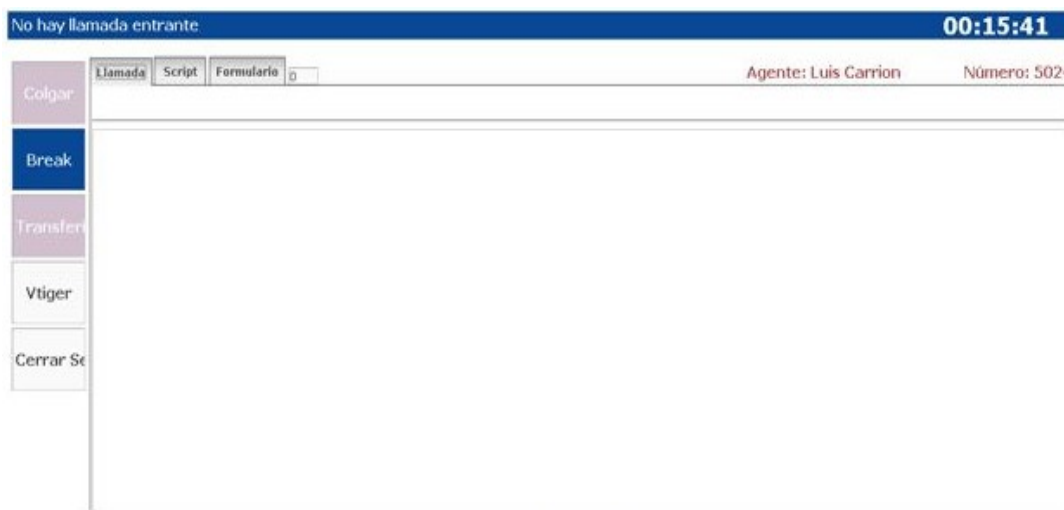 No hay llamada entrante 00:15:41
Llamada Script Formulario 0 Agente: Luis Carrion Número: 502
Colgar
Break
Transferi
Vtiger
Cerrar Se